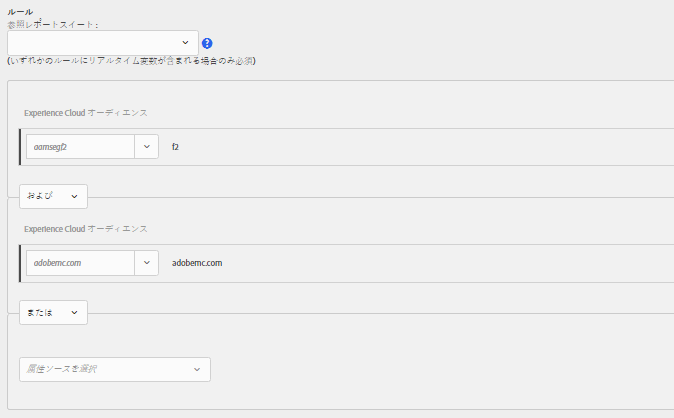 ルール
参照レポートスイート :
(いずれかのルールにリアルタイム変数が含まれる場合のみ必須)
Experience Cloud オーディエンス
aamsegf2 f2
および
Experience Cloud オーディエンス
adobemc.com adobemc.com
または
属性ソースを選択